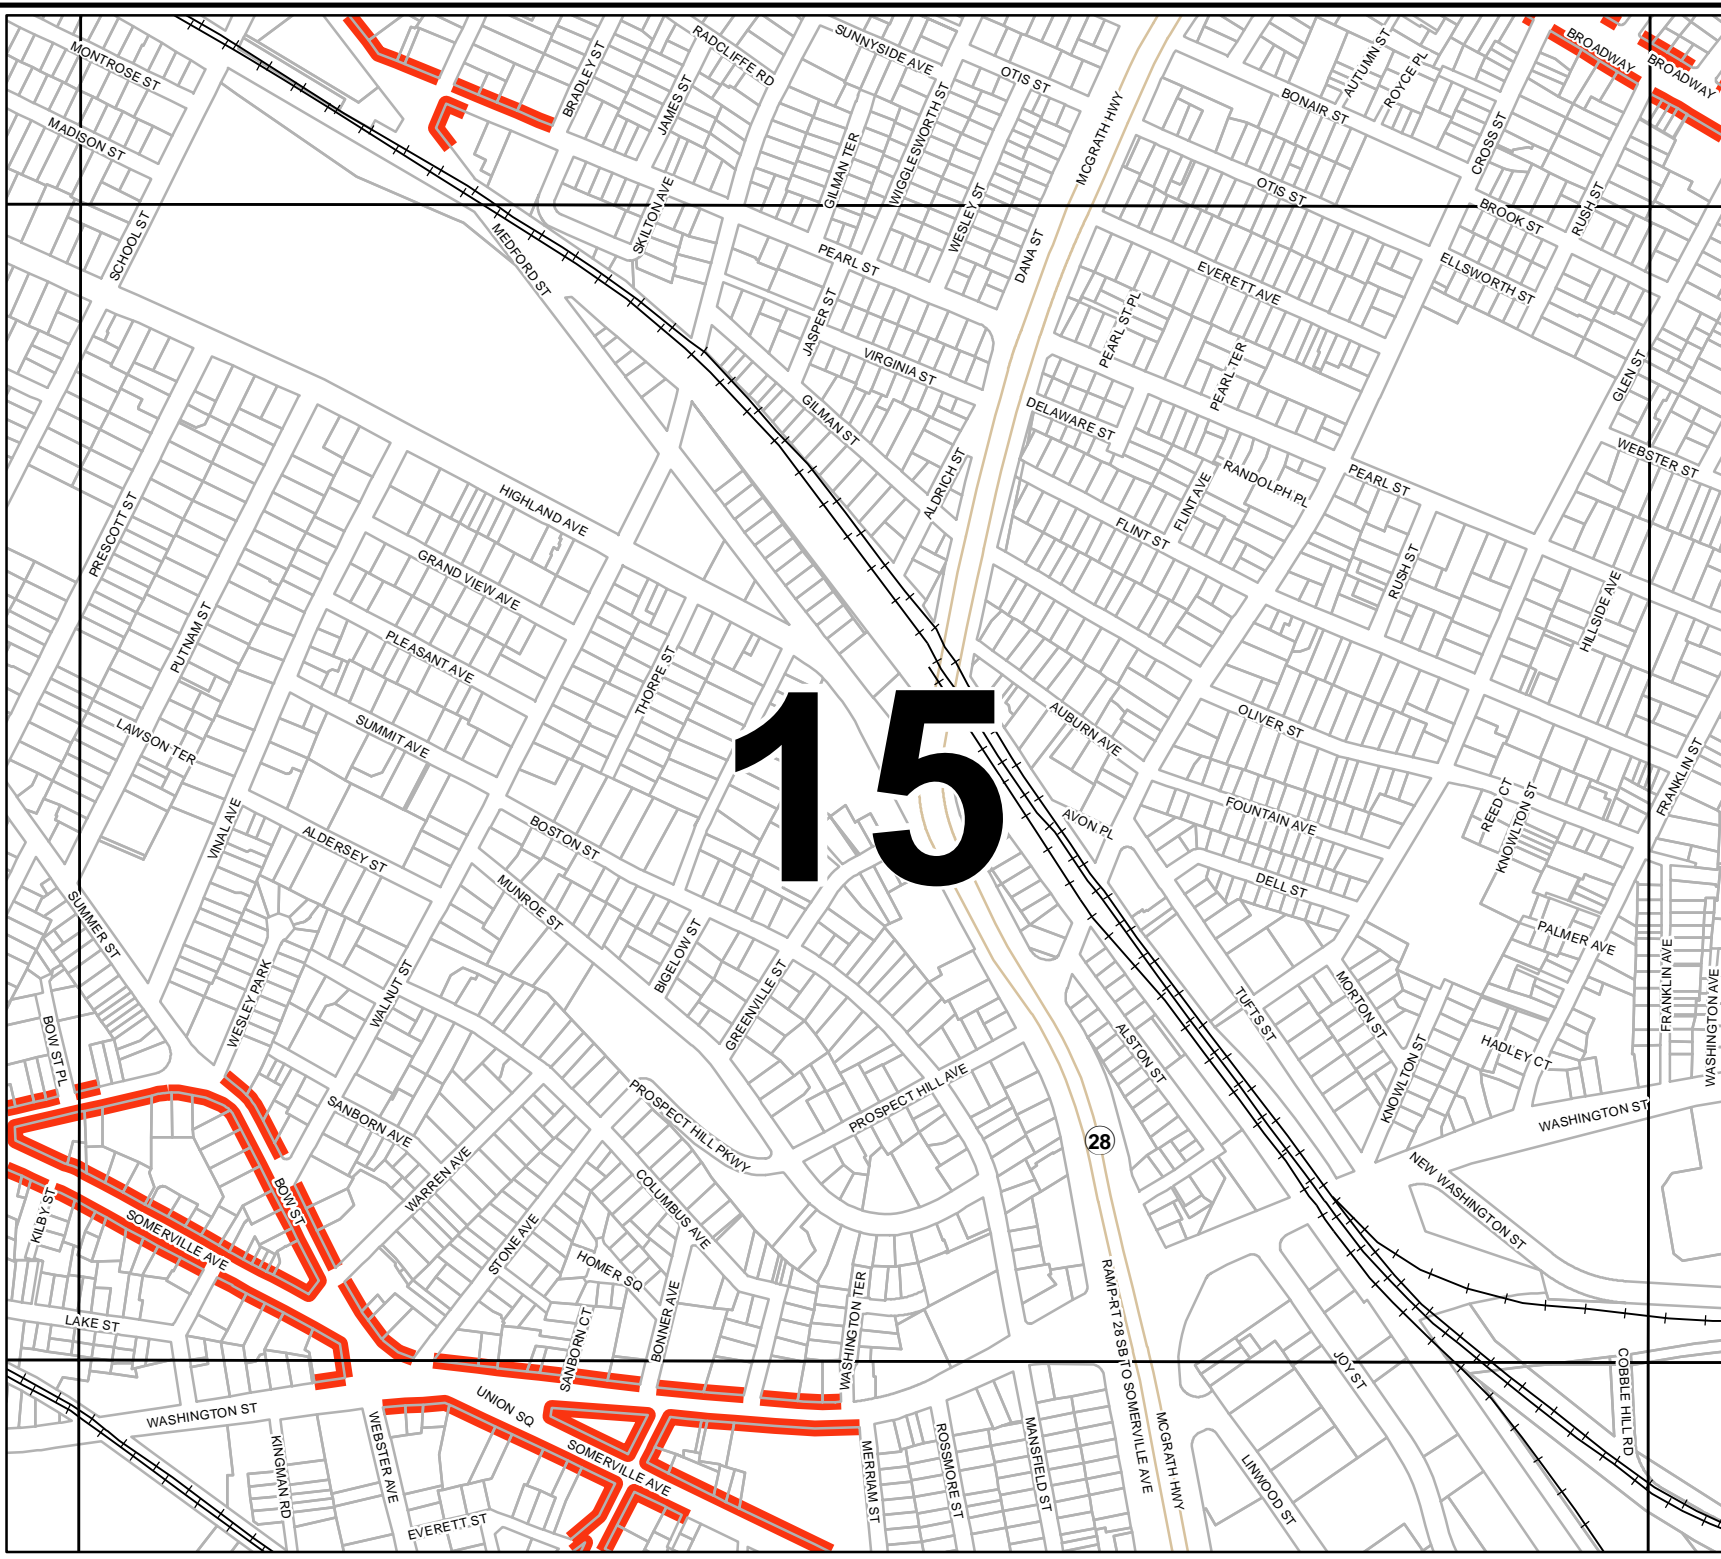 MONTROSE ST
BRADLEY ST
RADCLIFFE RD
SUNNYSIDE AVE
OTIS ST
AUTUMN ST
ROYCE PL
BROADWAY
BROADWAY
MADISON ST
JAMES ST
WIGGLESWORTH ST
MCGRATH HWY
BONAIR ST
CROSS ST
GILMAN TER
OTIS ST
SCHOOL ST
MEDFORD ST
SKILTON AVE
WESLEY ST
DANA ST
BROOK ST
RUSH ST
PEARL ST
EVERETT AVE
ELLSWORTH ST
JASPER ST
PEARL ST PL
VIRGINIA ST
PEARL TER
GLEN ST
GILMAN ST
DELAWARE ST
WEBSTER ST
PRESCOTT ST
HIGHLAND AVE
ALDRICH ST
RANDOLPH PL
PEARL ST
FLINT AVE
FLINT ST
GRAND VIEW AVE
RUSH ST
HILLSIDE AVE
PUTNAM ST
PLEASANT AVE
THORPE ST
LAWSON TER
SUMMIT AVE
15
AUBURN AVE
OLIVER ST
FRANKLIN ST
VINAL AVE
ALDERSEY ST
BOSTON ST
AVON PL
FOUNTAIN AVE
REED CT
KNOWLTON ST
SUMMER ST
MUNROE ST
DELL ST
PALMER AVE
WESLEY PARK
WALNUT ST
BIGELOW ST
GREENVILLE ST
TUFTS ST
MORTON ST
FRANKLIN AVE
WASHINGTON AVE
BOW ST PL
ALSTON ST
KNOWLTON ST
HADLEY CT
SANBORN AVE
PROSPECT HILL PKWY
PROSPECT HILL AVE
28
WASHINGTON ST
KILBY ST
SOMERVILLE AVE
BOW ST
WARREN AVE
STONE AVE
COLUMBUS AVE
NEW WASHINGTON ST
HOMER SQ
LAKE ST
SANBORN CT
BONNER AVE
WASHINGTON TER
RAMP-RT 28 SB TO SOMERVILLE AVE
JOY ST
COBBLE HILL RD
WASHINGTON ST
KINGMAN RD
WEBSTER AVE
UNION SQ
SOMERVILLE AVE
EVERETT ST
MERRIAM ST
ROSSMORE ST
MANSFIELD ST
MCGRATH HWY
LINWOOD ST